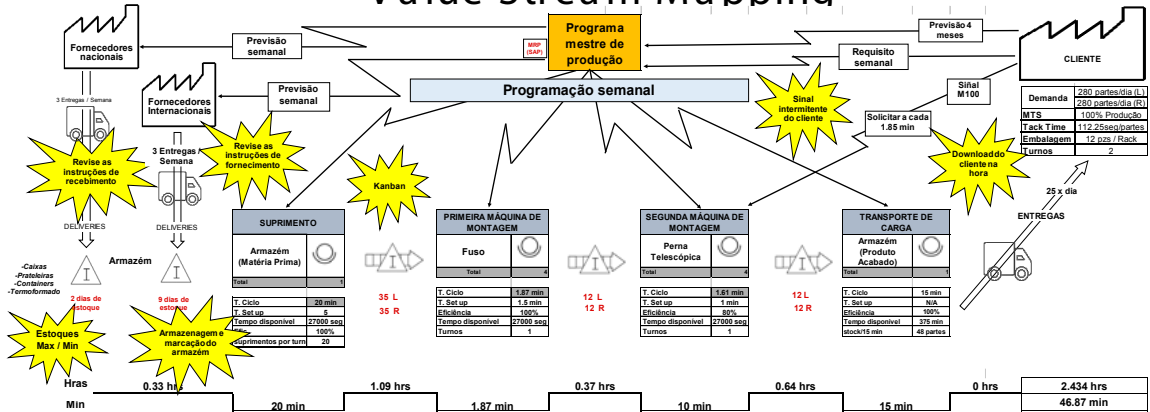 Value Stream Mapping
Fornecedores
nacionais
Previsão
semanal
MRP
(SAP)
Programa
mestre de
produção
Previsão 4
meses
Requisito
semanal
CLIENTE
3 Entregas / Semana
Fornecedores
Internacionais
Previsão
semanal
Programação semanal
Sinal
intermitente
do cliente
Siñal
M100
Solicitar a cada
1.85 min
Demanda 280 partes/dia (L)
280 partes/dia (R)
MTS 100% Produção
Tack Time 112.25seg/partes
Embalagem 12 pzs / Rack
Turnos 2
Revise as
instruções de
recebimento
3 Entregas /
Semana
Revise as
instruções de
fornecimento
Kanban
Download do
cliente na
hora
25 x dia
ENTREGAS
DELIVERIES
DELIVERIES
-Caixas
-Prateleiras
-Containers
-Termoformado
I
Armazém
I
2 dias de
estoque
9 dias de
estoque
Estoques
Max / Min
Armazenagem e
marcação do
armazém
SUPRIMENTO
Armazém
(Matéria Prima)
Total 1
T. Ciclo 20 min
T. Set up 5
Tempo disponivel 27000 seg
100%
suprimentos por turn 20
I
35 L
35 R
PRIMEIRA MÁQUINA DE
MONTAGEM
Fuso
Total 4
T. Ciclo 1.87 min
T. Set up 1.5 min
Eficiência 100%
Tempo disponivel 27000 seg
Turnos 1
I
12 L
12 R
SEGUNDA MÁQUINA DE
MONTAGEM
Perna
Telescópica
Total 4
T. Ciclo 1.61 min
T. Set up 1 min
Eficiência 80%
Tempo disponivel 27000 seg
Turnos 1
I
12 L
12 R
TRANSPORTE DE
CARGA
Armazém
(Produto
Acabado)
Total 1
T. Ciclo 15 min
T. Set up N/A
Eficiência 100%
Tempo disponivel 375 min
stock/15 min 48 partes
Hras 0.33 hrs 1.09 hrs 0.37 hrs 0.64 hrs 0 hrs 2.434 hrs
Min 20 min 1.87 min 10 min 15 min 46.87 min